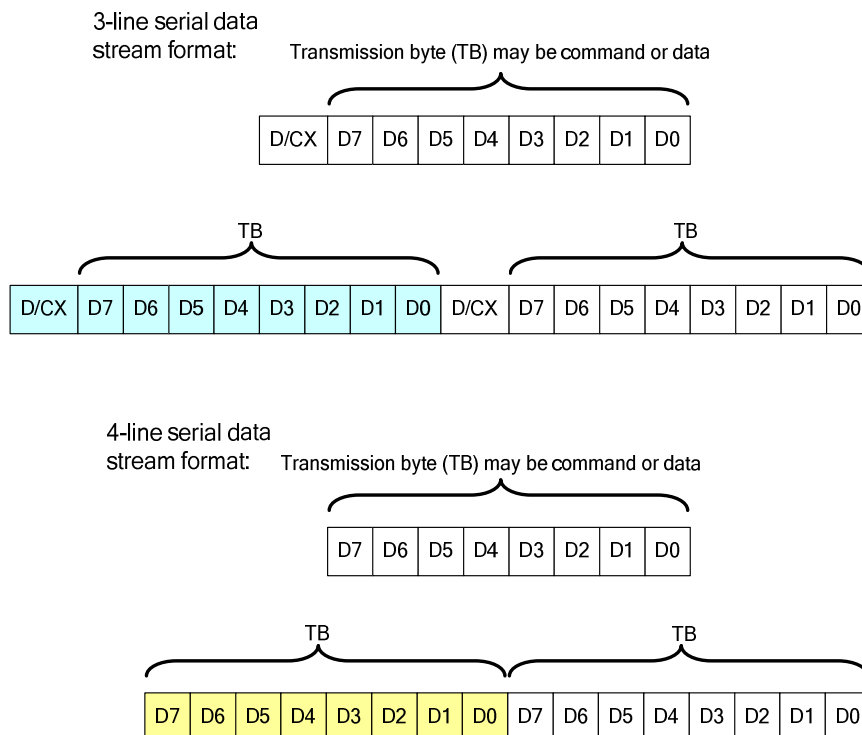 3-line serial data
stream format:
Transmission byte (TB) may be command or data
D/CX D7 D6 D5 D4 D3 D2 D1 D0
TB TB
D/CX D7 D6 D5 D4 D3 D2 D1 D0 D/CX D7 D6 D5 D4 D3 D2 D1 D0
4-line serial data
stream format:
Transmission byte (TB) may be command or data
D7 D6 D5 D4 D3 D2 D1 D0
TB TB
D7 D6 D5 D4 D3 D2 D1 D0 D7 D6 D5 D4 D3 D2 D1 D0